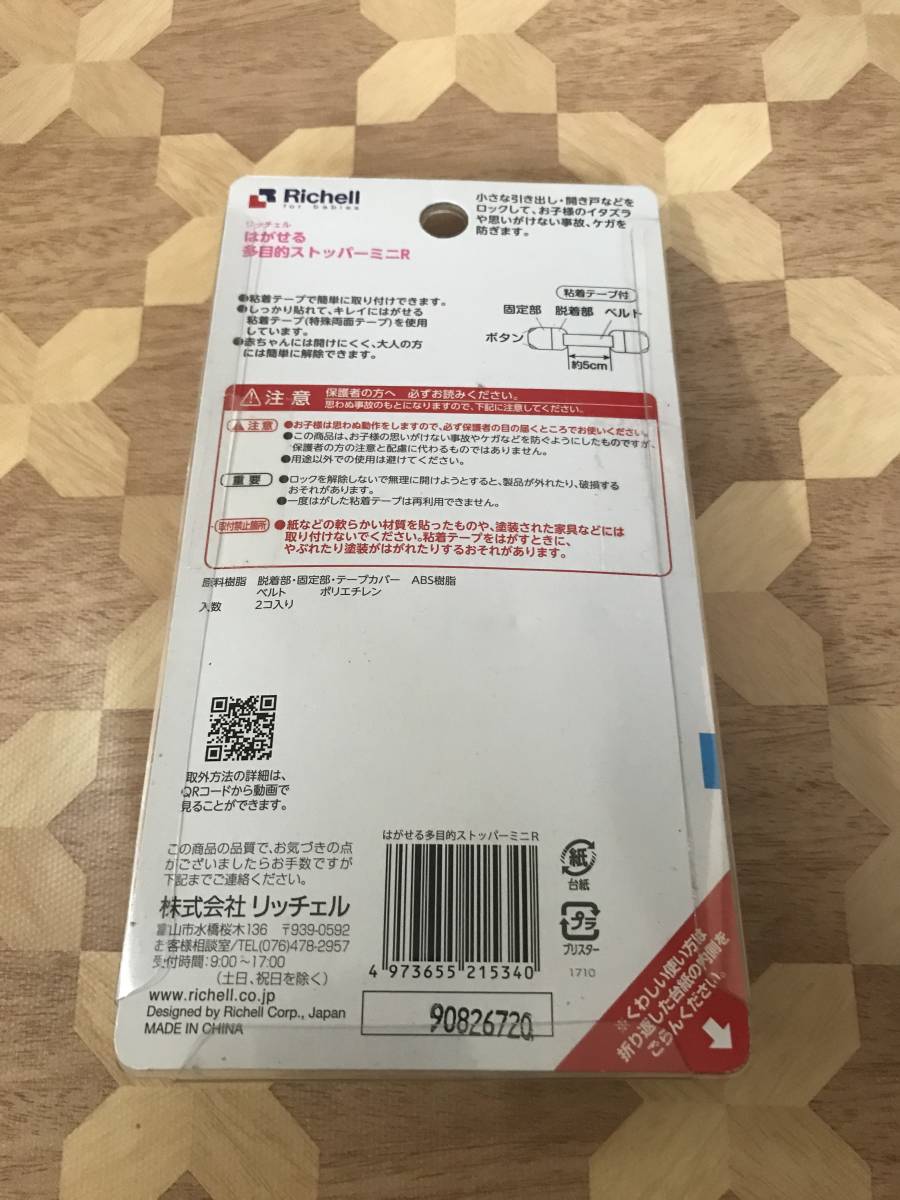 Richell
for babies
リッチェル
はがせる
多目的ストッパーミニR
小さな引き出し・開き戸などを
ロックして、お子様のイタズラ
や思いがけない事故、ケガを
防ぎます。
●粘着テープで簡単に取り付けできます。
●しっかり貼れて、キレイにはがせる
粘着テープ(特殊両面テープ)を使用
しています。
●赤ちゃんには開けにくく、大人の方
には簡単に解除できます。
粘着テープ付
固定部 脱着部 ベルト
ボタン
約5cm
注意 保護者の方へ 必ずお読みください。
思わぬ事故のもとになりますので、下記に注意してください。
注意 ●お子様は思わぬ動作をしますので、必ず保護者の目の届くところでお使いください。
●この商品は、お子様の思いがけない事故やケガなどを防ぐようにしたものですが、
保護者の方の注意と配慮に代わるものではありません。
●用途以外での使用は避けてください。
重要 ●ロックを解除しないで無理に開けようとすると、製品が外れたり、破損する
おそれがあります。
●一度はがした粘着テープは再利用できません。
取付禁止箇所 ●紙などの軟らかい材質を貼ったものや、塗装された家具などには
取り付けないでください。粘着テープをはがすときに、
やぶれたり塗装がはがれたりするおそれがあります。
原料樹脂 脱着部・固定部・テープカバー ABS樹脂
ベルト ポリエチレン
入数 2コ入り
取外方法の詳細は、
QRコードから動画で
見ることができます。
この商品の品質で、お気づきの点
がございましたらお手数ですが
下記までご連絡ください。
株式会社 リッチェル
富山市水橋桜木136 〒939-0592
お客様相談室/TEL(076)478-2957
受付時間:9:00~17:00
(土日、祝日を除く)
www.richell.co.jp
Designed by Richell Corp., Japan
MADE IN CHINA
はがせる多目的ストッパーミニR
4 973655 215340
9082672Q
紙
台紙
プラ
ブリスター
1710
※くわしい使い方は
折り返した台紙の内側を
ごらんください。